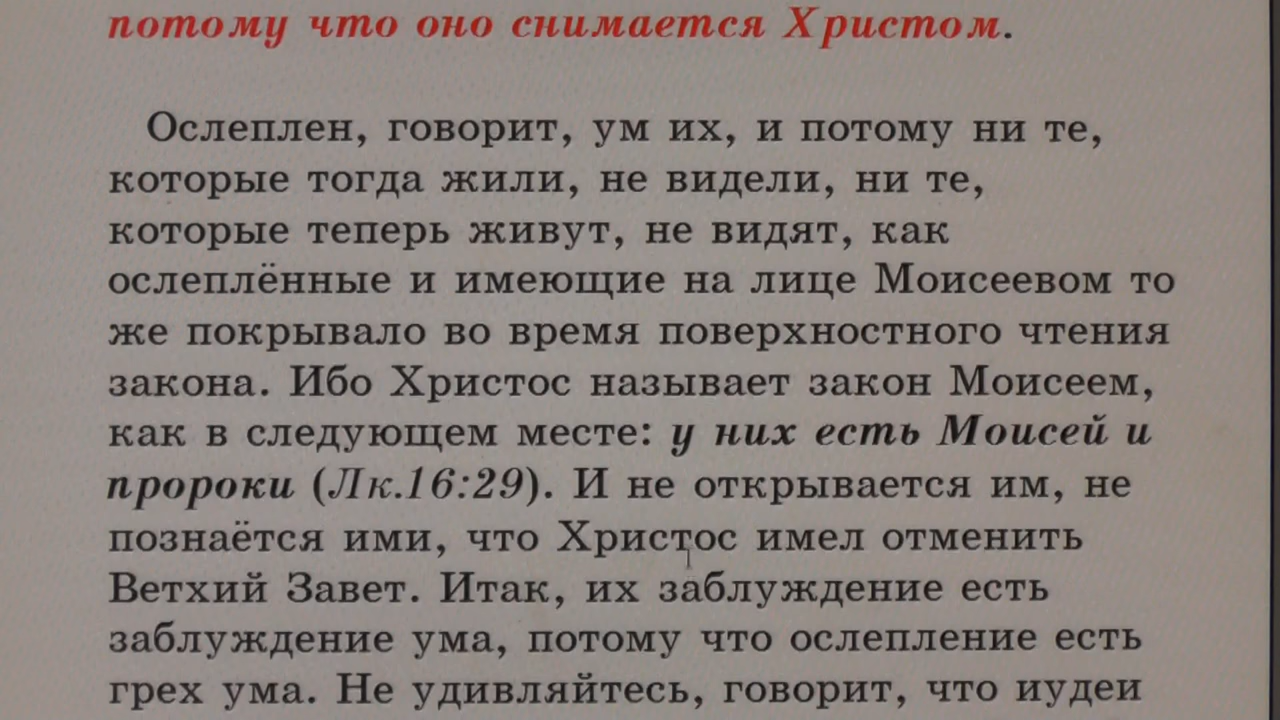 потому что оно снимается Христом.
Ослеплен, говорит, ум их, и потому ни те,
которые тогда жили, не видели, ни те,
которые теперь живут, не видят, как
ослеплённые и имеющие на лице Моисеевом то
же покрывало во время поверхностного чтения
закона. Ибо Христос называет закон Моисеем,
как в следующем месте: у них есть Моисей и
пророки (Лк.16:29). И не открывается им, не
познаётся ими, что Христос имел отменить
Ветхий Завет. Итак, их заблуждение есть
заблуждение ума, потому что ослепление есть
грех ума. Не удивляйтесь, говорит, что иудеи